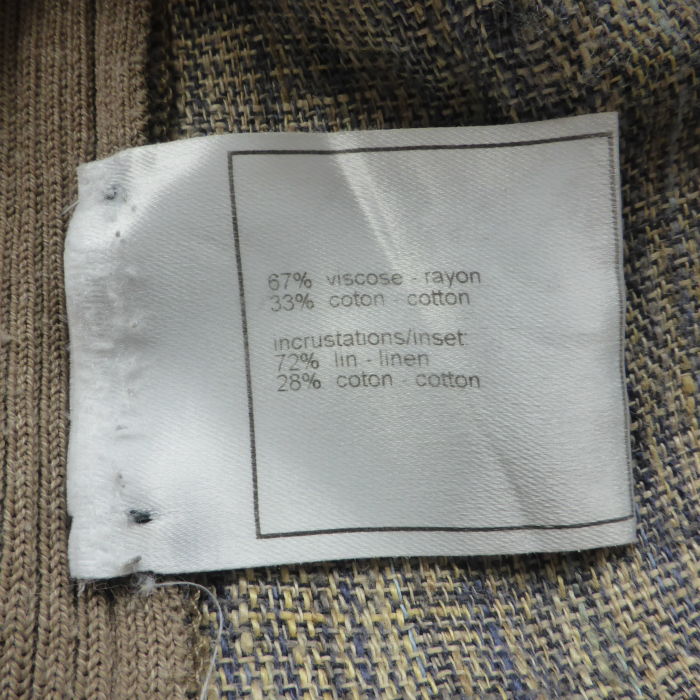 67% viscose - rayon
33% coton - cotton
incrustations/inset:
72% lin - linen
28% coton - cotton